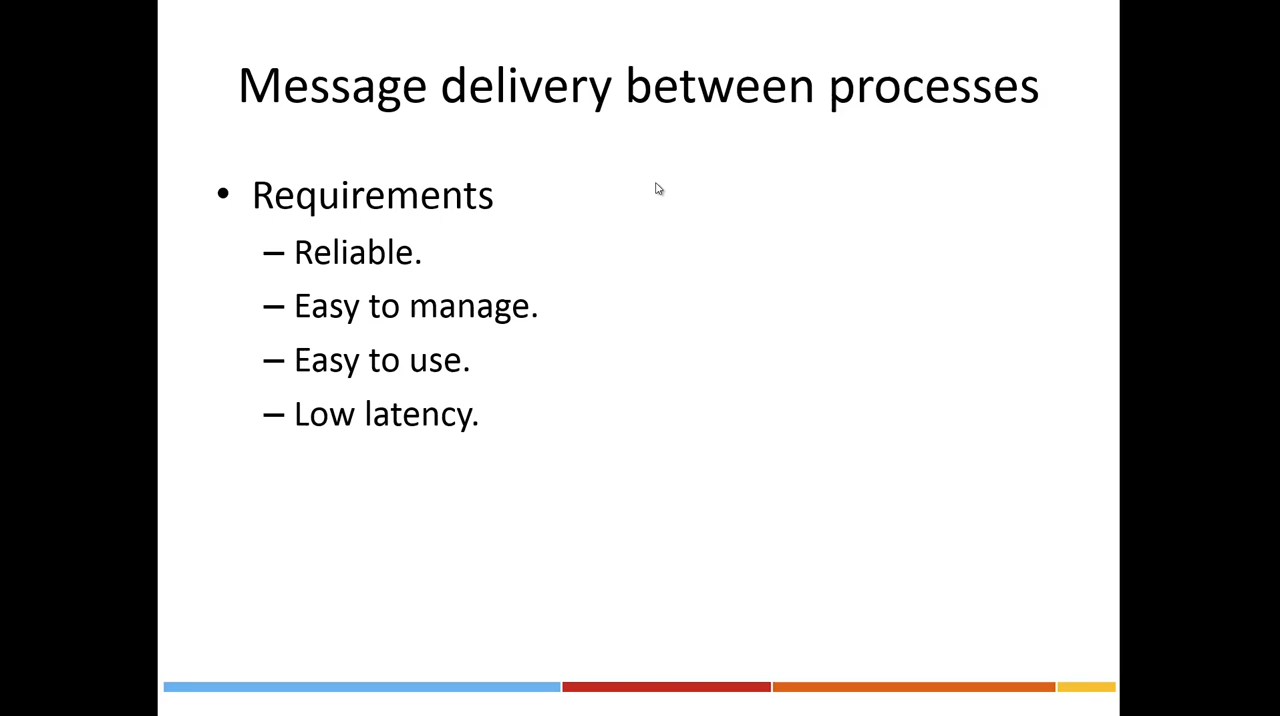 Message delivery between processes
• Requirements
– Reliable.
– Easy to manage.
– Easy to use.
– Low latency.